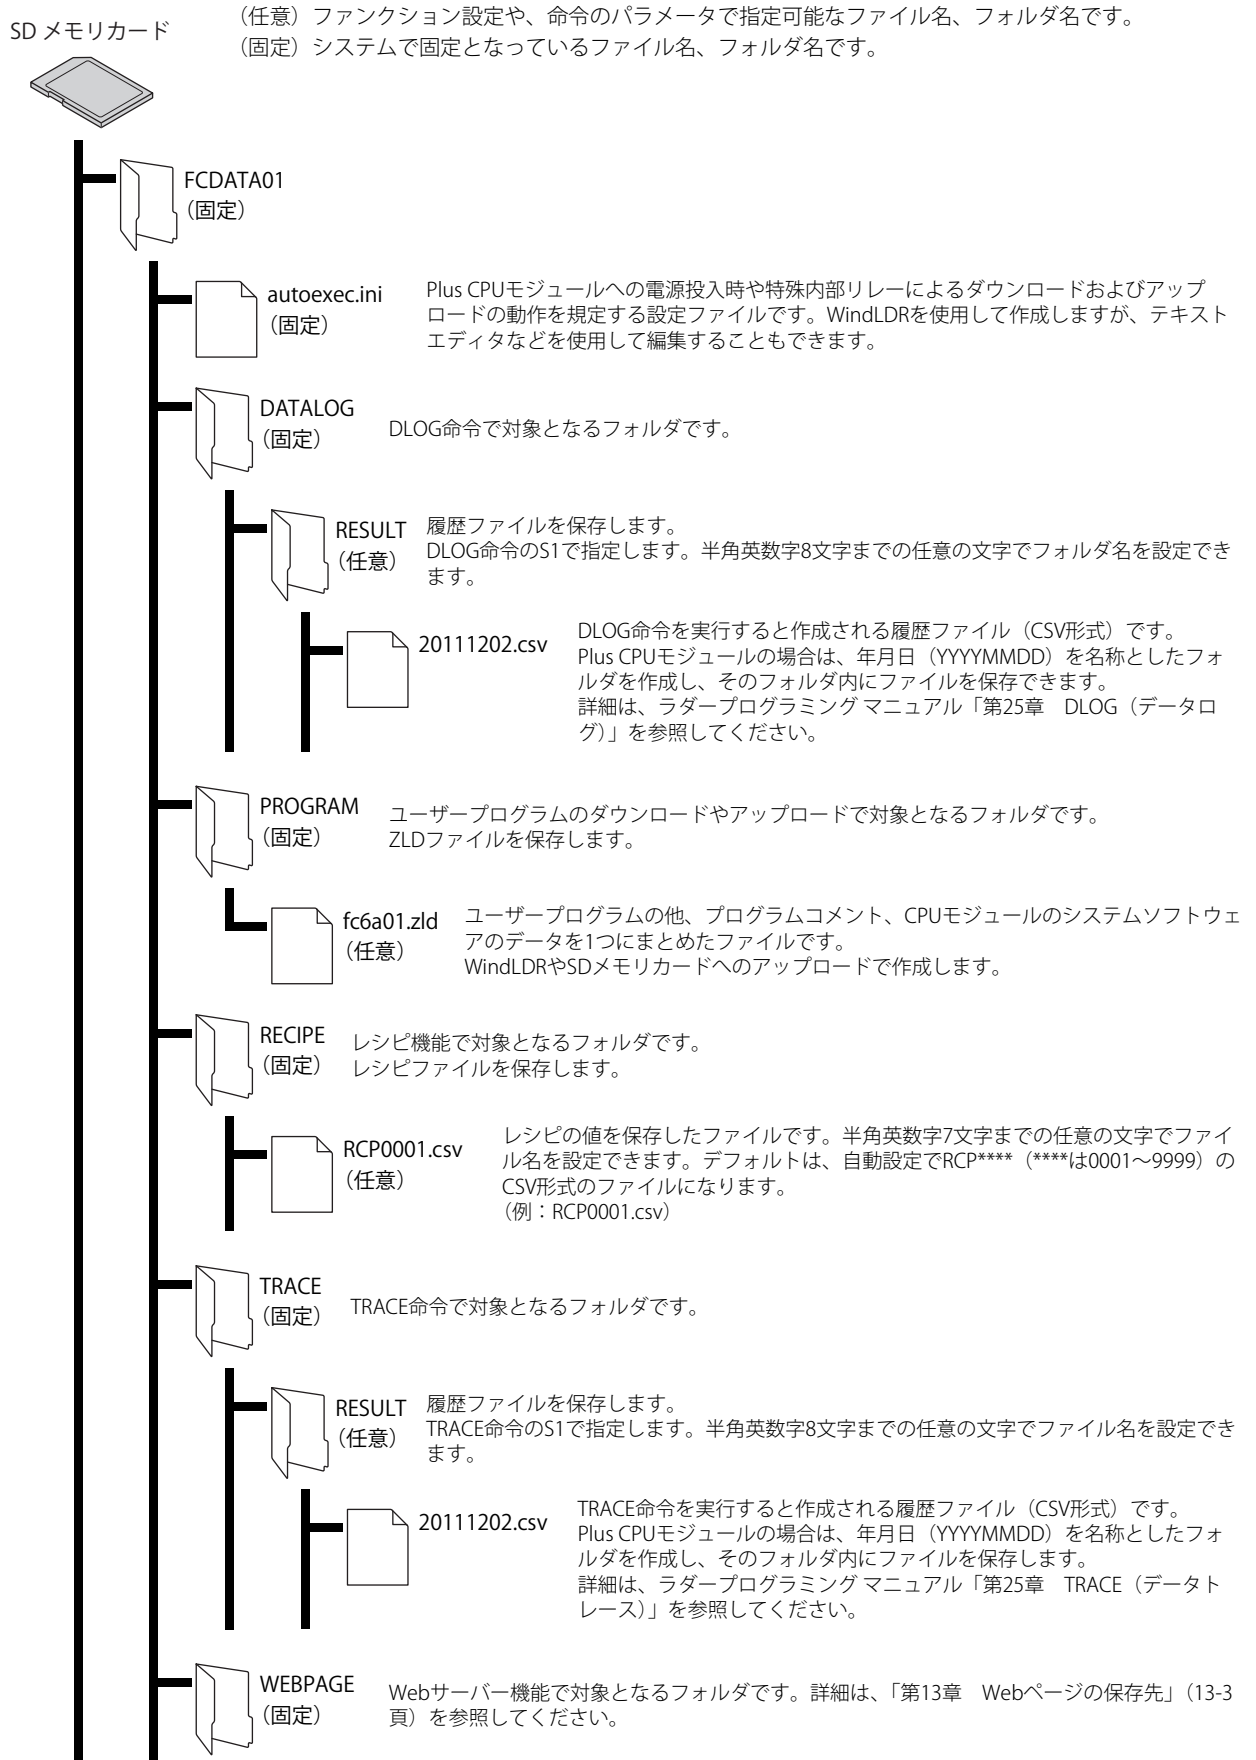 （任意）ファンクション設定や、命令のパラメータで指定可能なファイル名、フォルダ名です。
SD メモリカード
（固定）システムで固定となっているファイル名、フォルダ名です。
FCDATA01
（固定）
autoexec.ini
（固定）
Plus CPUモジュールへの電源投入時や特殊内部リレーによるダウンロードおよびアップ
ロードの動作を規定する設定ファイルです。WindLDRを使用して作成しますが、テキスト
エディタなどを使用して編集することもできます。
DATALOG
（固定）
DLOG命令で対象となるフォルダです。
RESULT
（任意）
履歴ファイルを保存します。
DLOG命令のS1で指定します。半角英数字8文字までの任意の文字でフォルダ名を設定でき
ます。
20111202.csv
DLOG命令を実行すると作成される履歴ファイル（CSV形式）です。
Plus CPUモジュールの場合は、年月日（YYYYMMDD）を名称としたフォ
ルダを作成し、そのフォルダ内にファイルを保存できます。
詳細は、ラダープログラミング マニュアル「第25章　DLOG（データロ
グ）」を参照してください。
PROGRAM
（固定）
ユーザープログラムのダウンロードやアップロードで対象となるフォルダです。
ZLDファイルを保存します。
fc6a01.zld
（任意）
ユーザープログラムの他、プログラムコメント、CPUモジュールのシステムソフトウェ
アのデータを1つにまとめたファイルです。
WindLDRやSDメモリカードへのアップロードで作成します。
RECIPE
（固定）
レシピ機能で対象となるフォルダです。
レシピファイルを保存します。
RCP0001.csv
（任意）
レシピの値を保存したファイルです。半角英数字7文字までの任意の文字でファイ
ル名を設定できます。デフォルトは、自動設定でRCP****（****は0001～9999）の
CSV形式のファイルになります。
（例：RCP0001.csv）
TRACE
（固定）
TRACE命令で対象となるフォルダです。
RESULT
（任意）
履歴ファイルを保存します。
TRACE命令のS1で指定します。半角英数字8文字までの任意の文字でファイル名を設定でき
ます。
20111202.csv
TRACE命令を実行すると作成される履歴ファイル（CSV形式）です。
Plus CPUモジュールの場合は、年月日（YYYYMMDD）を名称としたフォ
ルダを作成し、そのフォルダ内にファイルを保存します。
詳細は、ラダープログラミング マニュアル「第25章　TRACE（データト
レース）」を参照してください。
WEBPAGE
（固定）
Webサーバー機能で対象となるフォルダです。詳細は、「第13章　Webページの保存先」（13-3
頁）を参照してください。